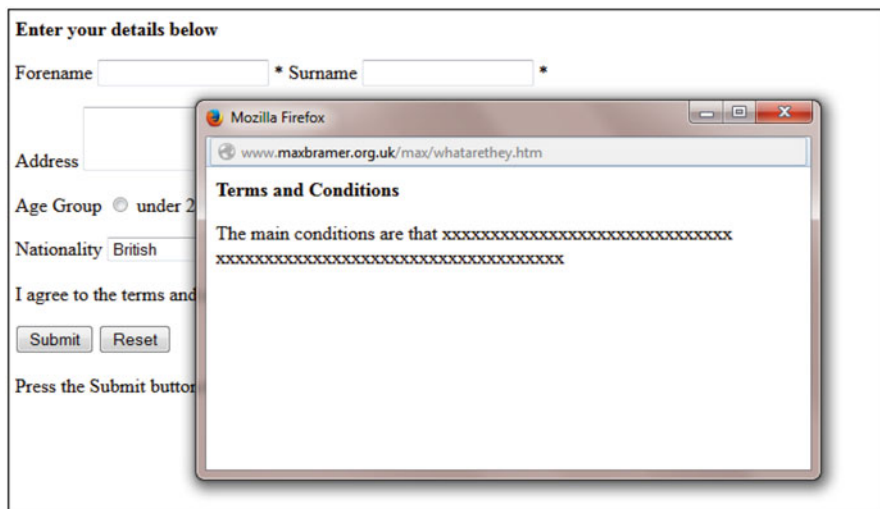 Enter your details below
Forename * Surname *
Mozilla Firefox
www.maxbramer.org.uk/max/whatarethey.htm
Terms and Conditions
The main conditions are that xxxxxxxxxxxxxxxxxxxxxxxxxxxxxx
xxxxxxxxxxxxxxxxxxxxxxxxxxxxxxxxxxxx
Address
Age Group under 2
Nationality British
I agree to the terms and
Submit Reset
Press the Submit button